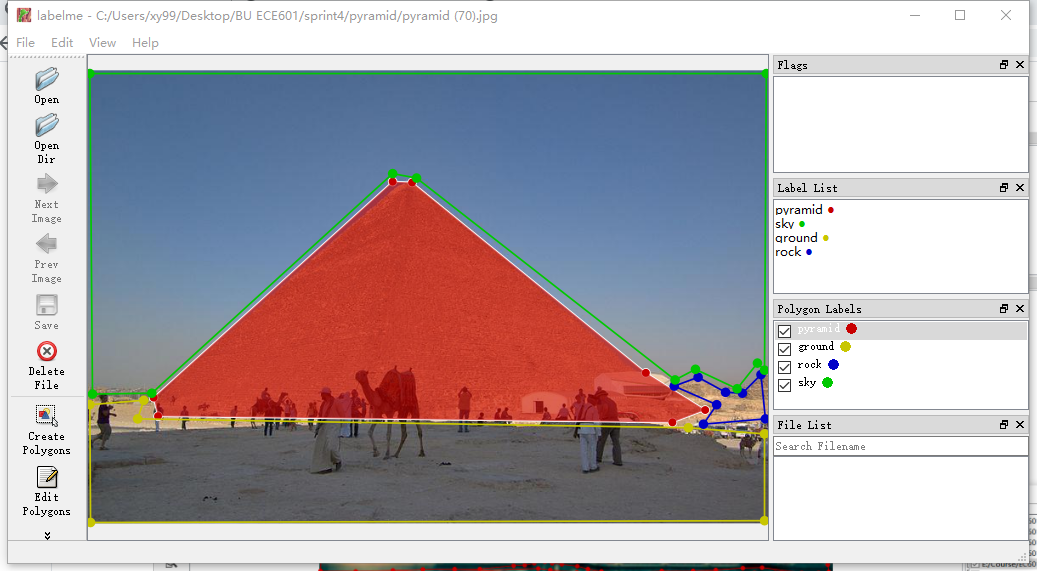 labelme - C:/Users/xy99/Desktop/BU ECE601/sprint4/pyramid/pyramid (70).jpg
File Edit View Help
Open
Open
Dir
Next
Image
Prev
Image
Save
Delete
File
Create
Polygons
Edit
Polygons
Flags
Label List
pyramid
sky
ground
rock
Polygon Labels
pyramid
ground
rock
sky
File List
Search Filename